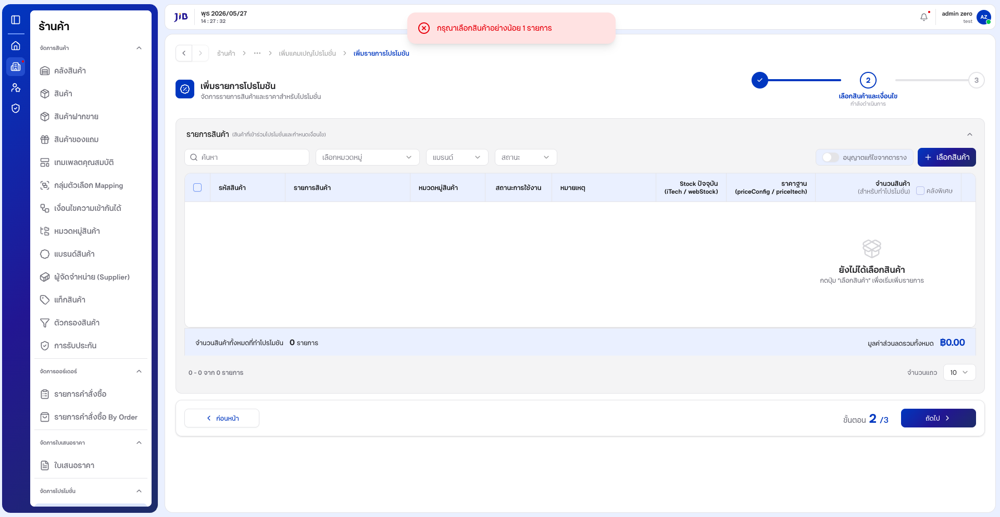 ร้านค้า
จัดการสินค้า
คลังสินค้า
สินค้า
สินค้าฝากขาย
สินค้าของแถม
เทมเพลตคุณสมบัติ
กลุ่มตัวเลือก Mapping
เงื่อนไขความเข้ากันได้
หมวดหมู่สินค้า
แบรนด์สินค้า
ผู้จัดจำหน่าย (Supplier)
แท็กสินค้า
ตัวกรองสินค้า
การรับประกัน
จัดการออร์เดอร์
รายการคำสั่งซื้อ
รายการคำสั่งซื้อ By Order
จัดการใบเสนอราคา
ใบเสนอราคา
จัดการโปรโมชั่น
JIB
พุธ 2026/05/27
14 : 27 : 32
กรุณาเลือกสินค้าอย่างน้อย 1 รายการ
admin zero
test
AZ
ร้านค้า > ••• > เพิ่มแคมเปญโปรโมชั่น > เพิ่มรายการโปรโมชัน
เพิ่มรายการโปรโมชัน
จัดการรายการสินค้าและราคาสำหรับโปรโมชั่น
2
3
เลือกสินค้าและเงื่อนไข
กำลังดำเนินการ
รายการสินค้า (สินค้าที่เข้าร่วมโปรโมชั่นและกำหนดเงื่อนไข)
ค้นหา
เลือกหมวดหมู่
แบรนด์
สถานะ
อนุญาตแก้ไขจากตาราง
+ เลือกสินค้า
รหัสสินค้า
รายการสินค้า
หมวดหมู่สินค้า
สถานะการใช้งาน
หมายเหตุ
Stock ปัจจุบัน
(iTech / webStock)
ราคาฐาน
(priceConfig / priceItech)
จำนวนสินค้า
(สำหรับทำโปรโมชั่น)
คลังพิเศษ
ยังไม่ได้เลือกสินค้า
กดปุ่ม "เลือกสินค้า" เพื่อเริ่มเพิ่มรายการ
จำนวนสินค้าทั้งหมดที่ทำโปรโมชัน 0 รายการ
มูลค่าส่วนลดรวมทั้งหมด ฿0.00
0 - 0 จาก 0 รายการ
จำนวนแถว 10
ก่อนหน้า
ขั้นตอน 2 /3
ถัดไป